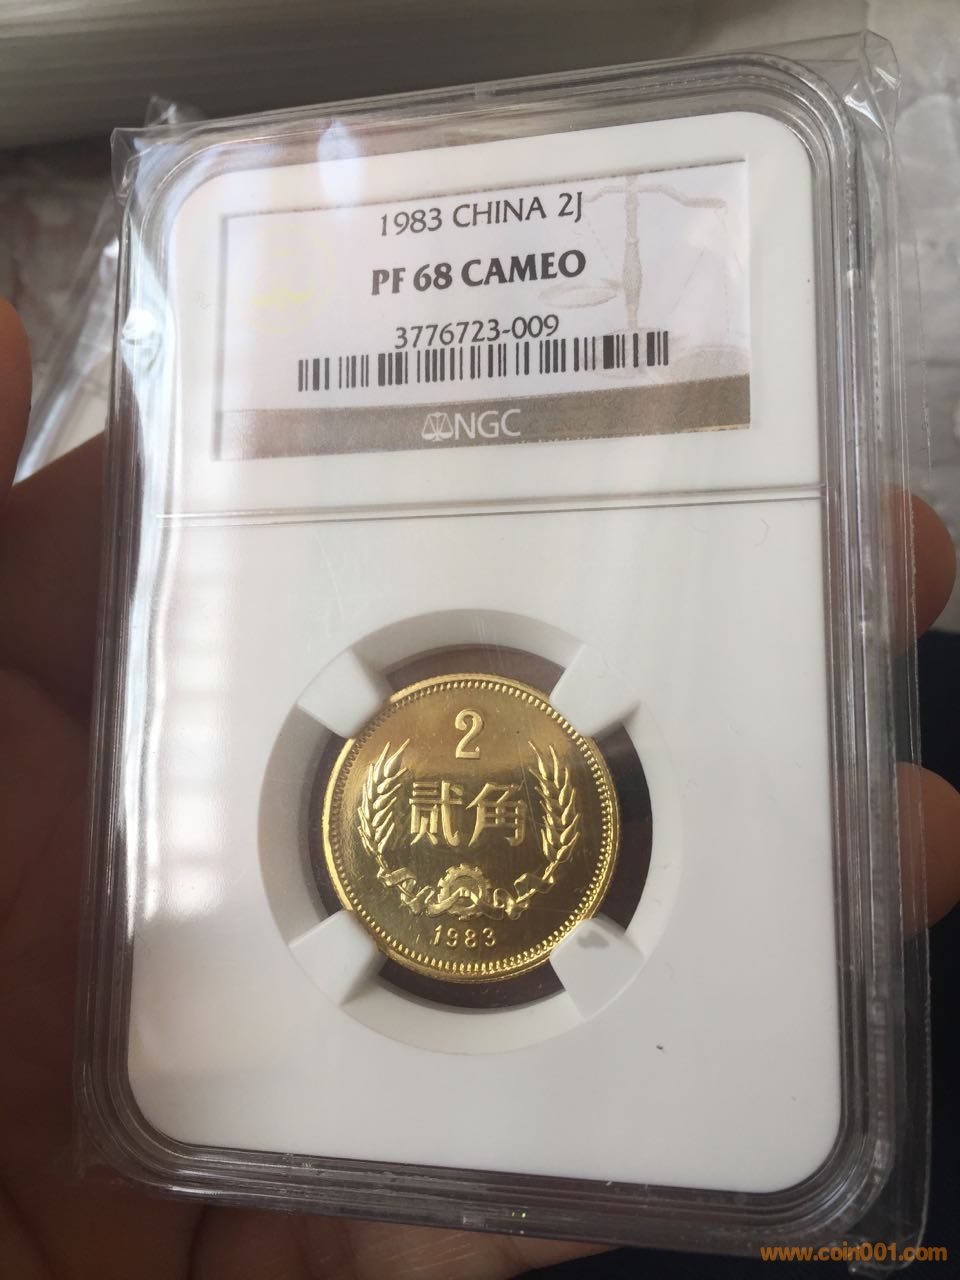 1983 CHINA 2J
PF 68 CAMEO
3776723-009
NGC
2
贰角
1983
www.coin001.com